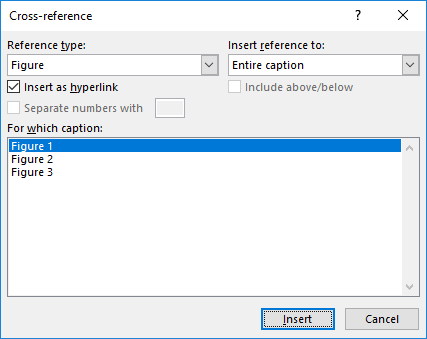 Cross-reference ? ×
Reference type: Insert reference to:
Figure Entire caption
Insert as hyperlink Include above/below
Separate numbers with
For which caption:
Figure 1
Figure 2
Figure 3
Insert Cancel